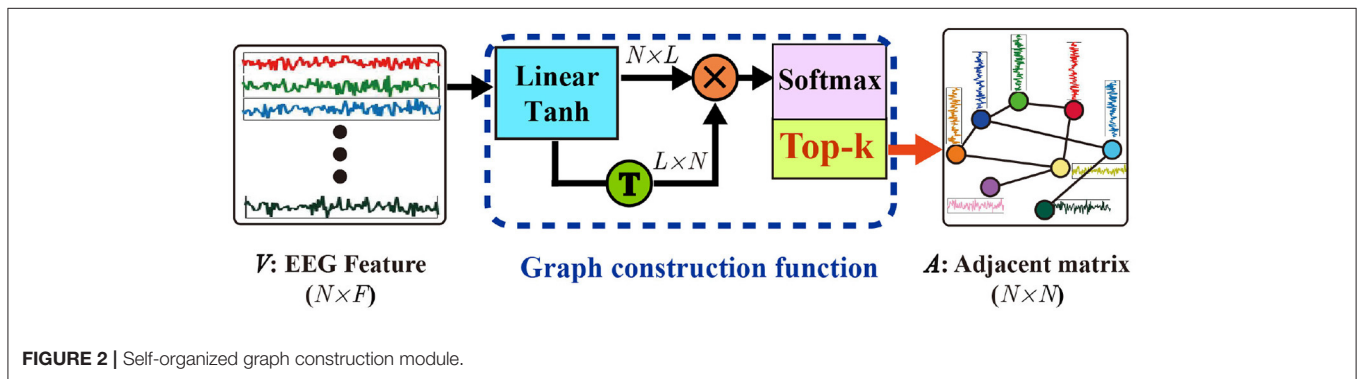 Linear
Tanh
N×L
×
Softmax
Top-k
T
L×N
V: EEG Feature
(N×F)
Graph construction function
A: Adjacent matrix
(N×N)
FIGURE 2 | Self-organized graph construction module.